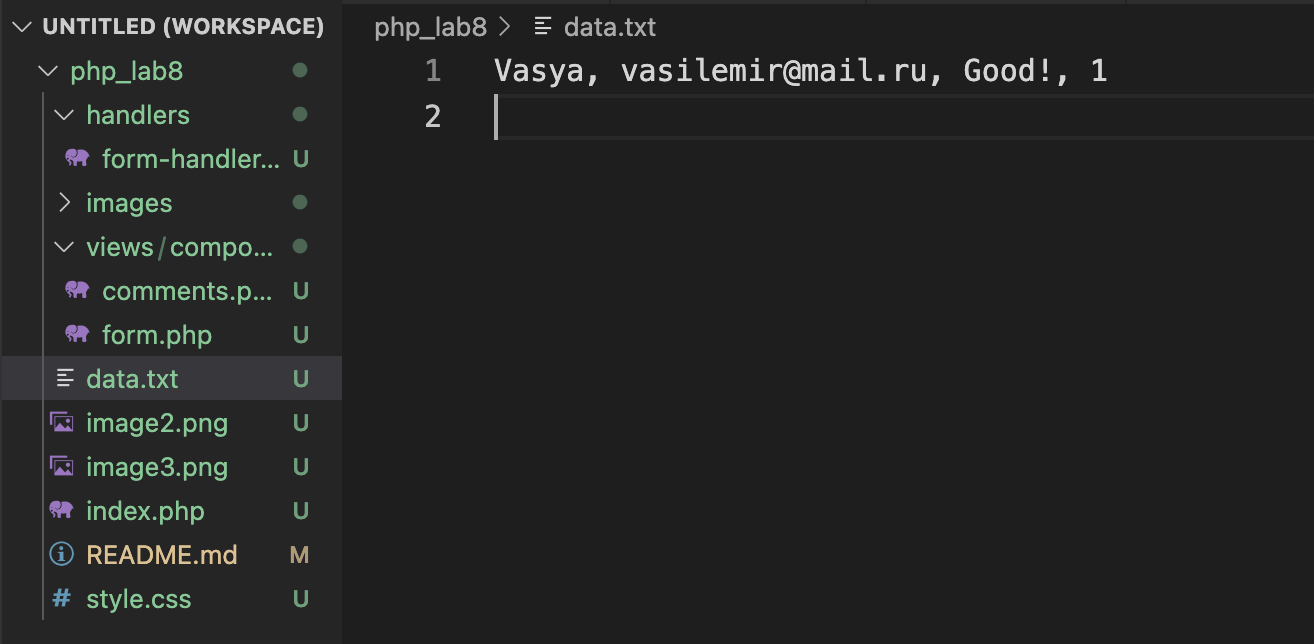 UNTITLED (WORKSPACE)
php_lab8
handlers
form-handler... U
images
views/compo...
comments.p... U
form.php U
data.txt U
image2.png U
image3.png U
index.php U
README.md M
# style.css U
php_lab8 > data.txt
1 Vasya, vasilemir@mail.ru, Good!, 1
2